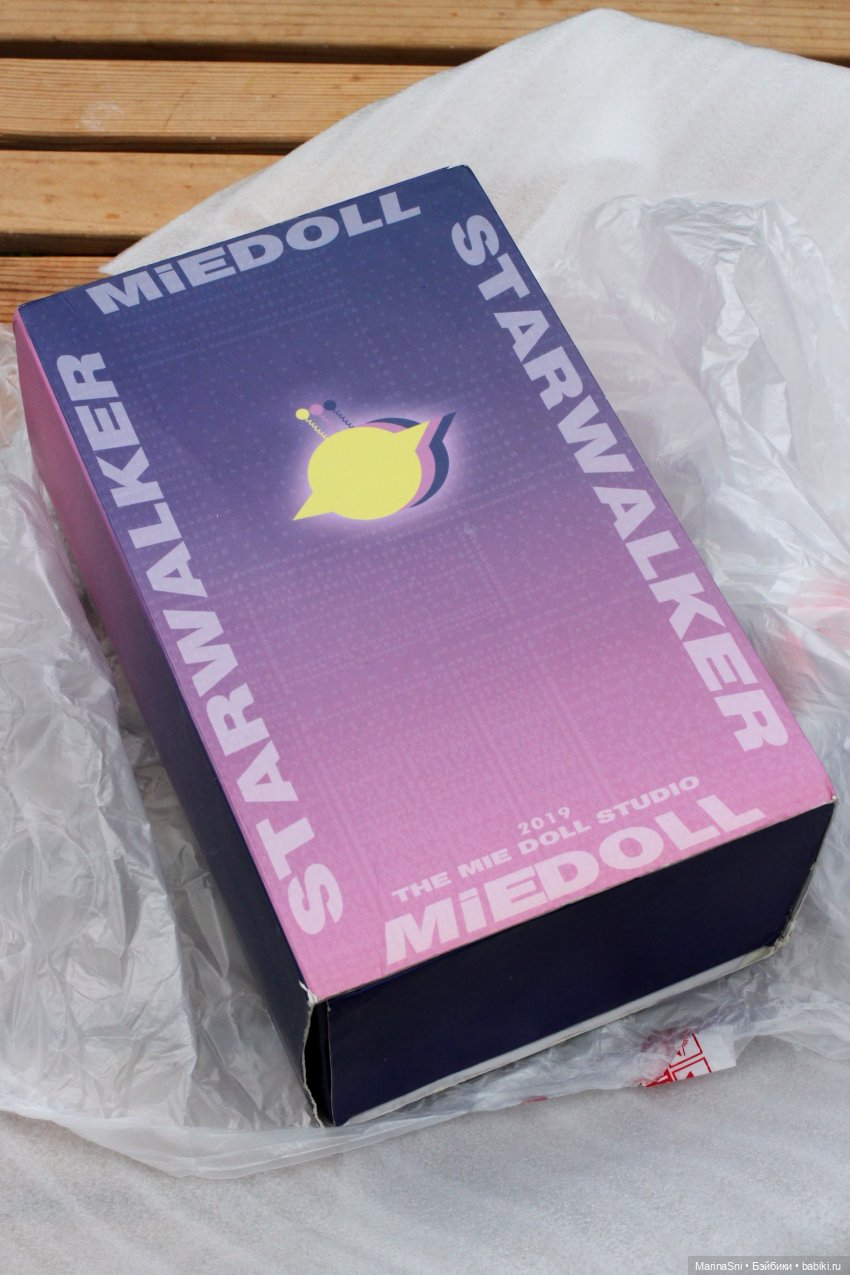 MiEDOLL
STARWALKER
STARWALKER
2019
THE MIE DOLL STUDIO
MiEDOLL
MarinaSni • Бэйбики • babiki.ru